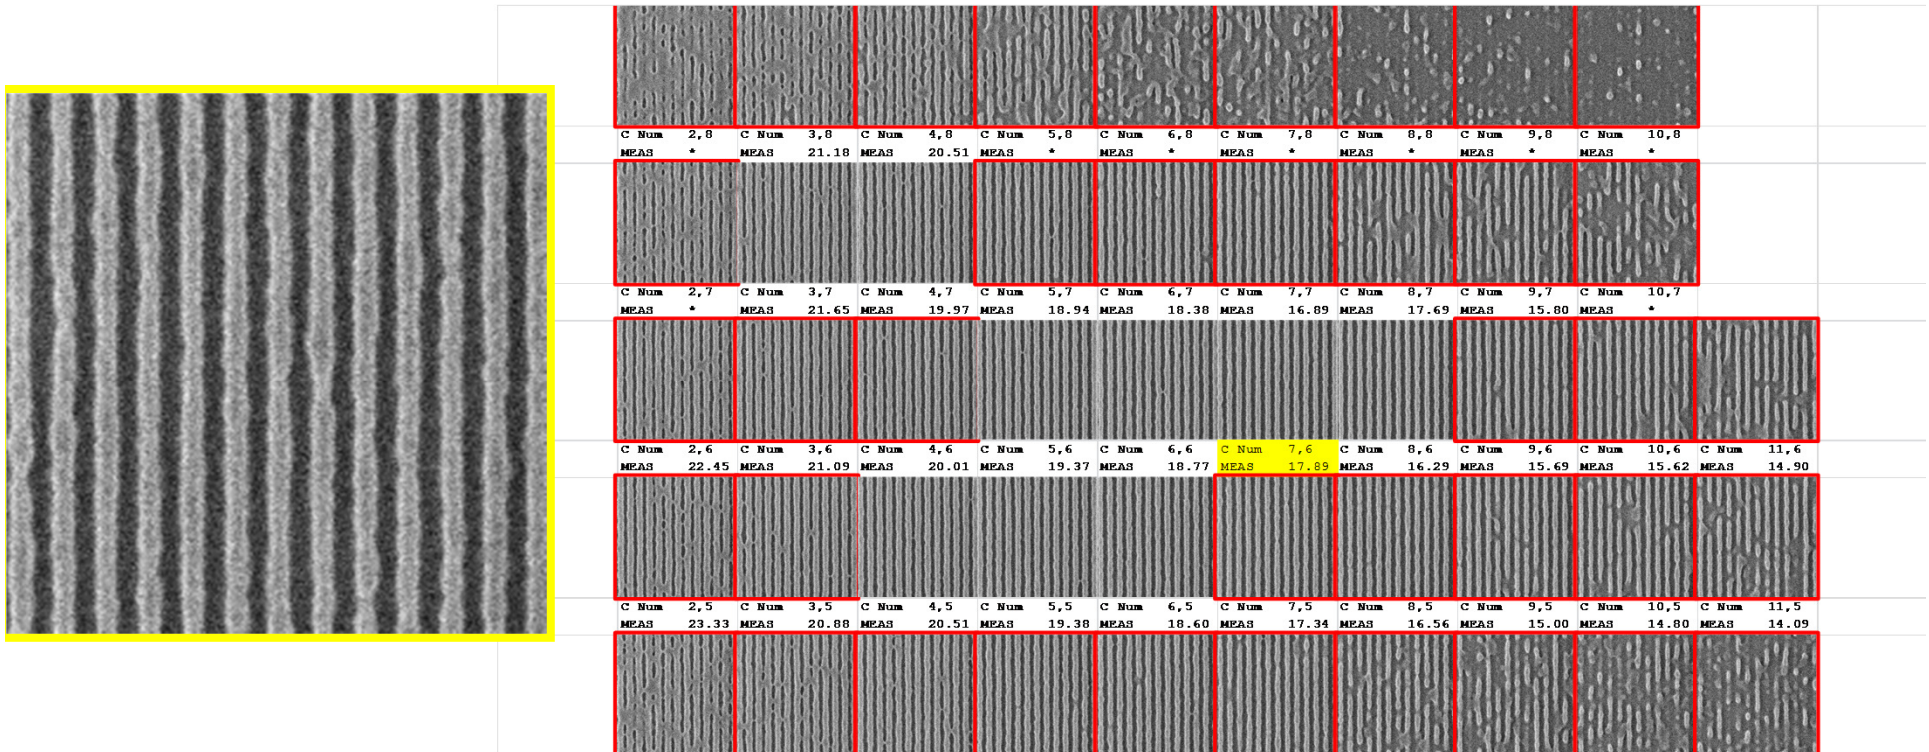 C Num 2,8 C Num 3,8 C Num 4,8 C Num 5,8 C Num 6,8 C Num 7,8 C Num 8,8 C Num 9,8 C Num 10,8
MEAS * MEAS 21.18 MEAS 20.51 MEAS * MEAS * MEAS * MEAS * MEAS * MEAS *
C Num 2,7 C Num 3,7 C Num 4,7 C Num 5,7 C Num 6,7 C Num 7,7 C Num 8,7 C Num 9,7 C Num 10,7
MEAS * MEAS 21.65 MEAS 19.97 MEAS 18.94 MEAS 18.38 MEAS 16.89 MEAS 17.69 MEAS 15.80 MEAS *
C Num 2,6 C Num 3,6 C Num 4,6 C Num 5,6 C Num 6,6 C Num 7,6 C Num 8,6 C Num 9,6 C Num 10,6 C Num 11,6
MEAS 22.45 MEAS 21.09 MEAS 20.01 MEAS 19.37 MEAS 18.77 MEAS 17.89 MEAS 16.29 MEAS 15.69 MEAS 15.62 MEAS 14.90
C Num 2,5 C Num 3,5 C Num 4,5 C Num 5,5 C Num 6,5 C Num 7,5 C Num 8,5 C Num 9,5 C Num 10,5 C Num 11,5
MEAS 23.33 MEAS 20.88 MEAS 20.51 MEAS 19.38 MEAS 18.60 MEAS 17.34 MEAS 16.56 MEAS 15.00 MEAS 14.80 MEAS 14.09